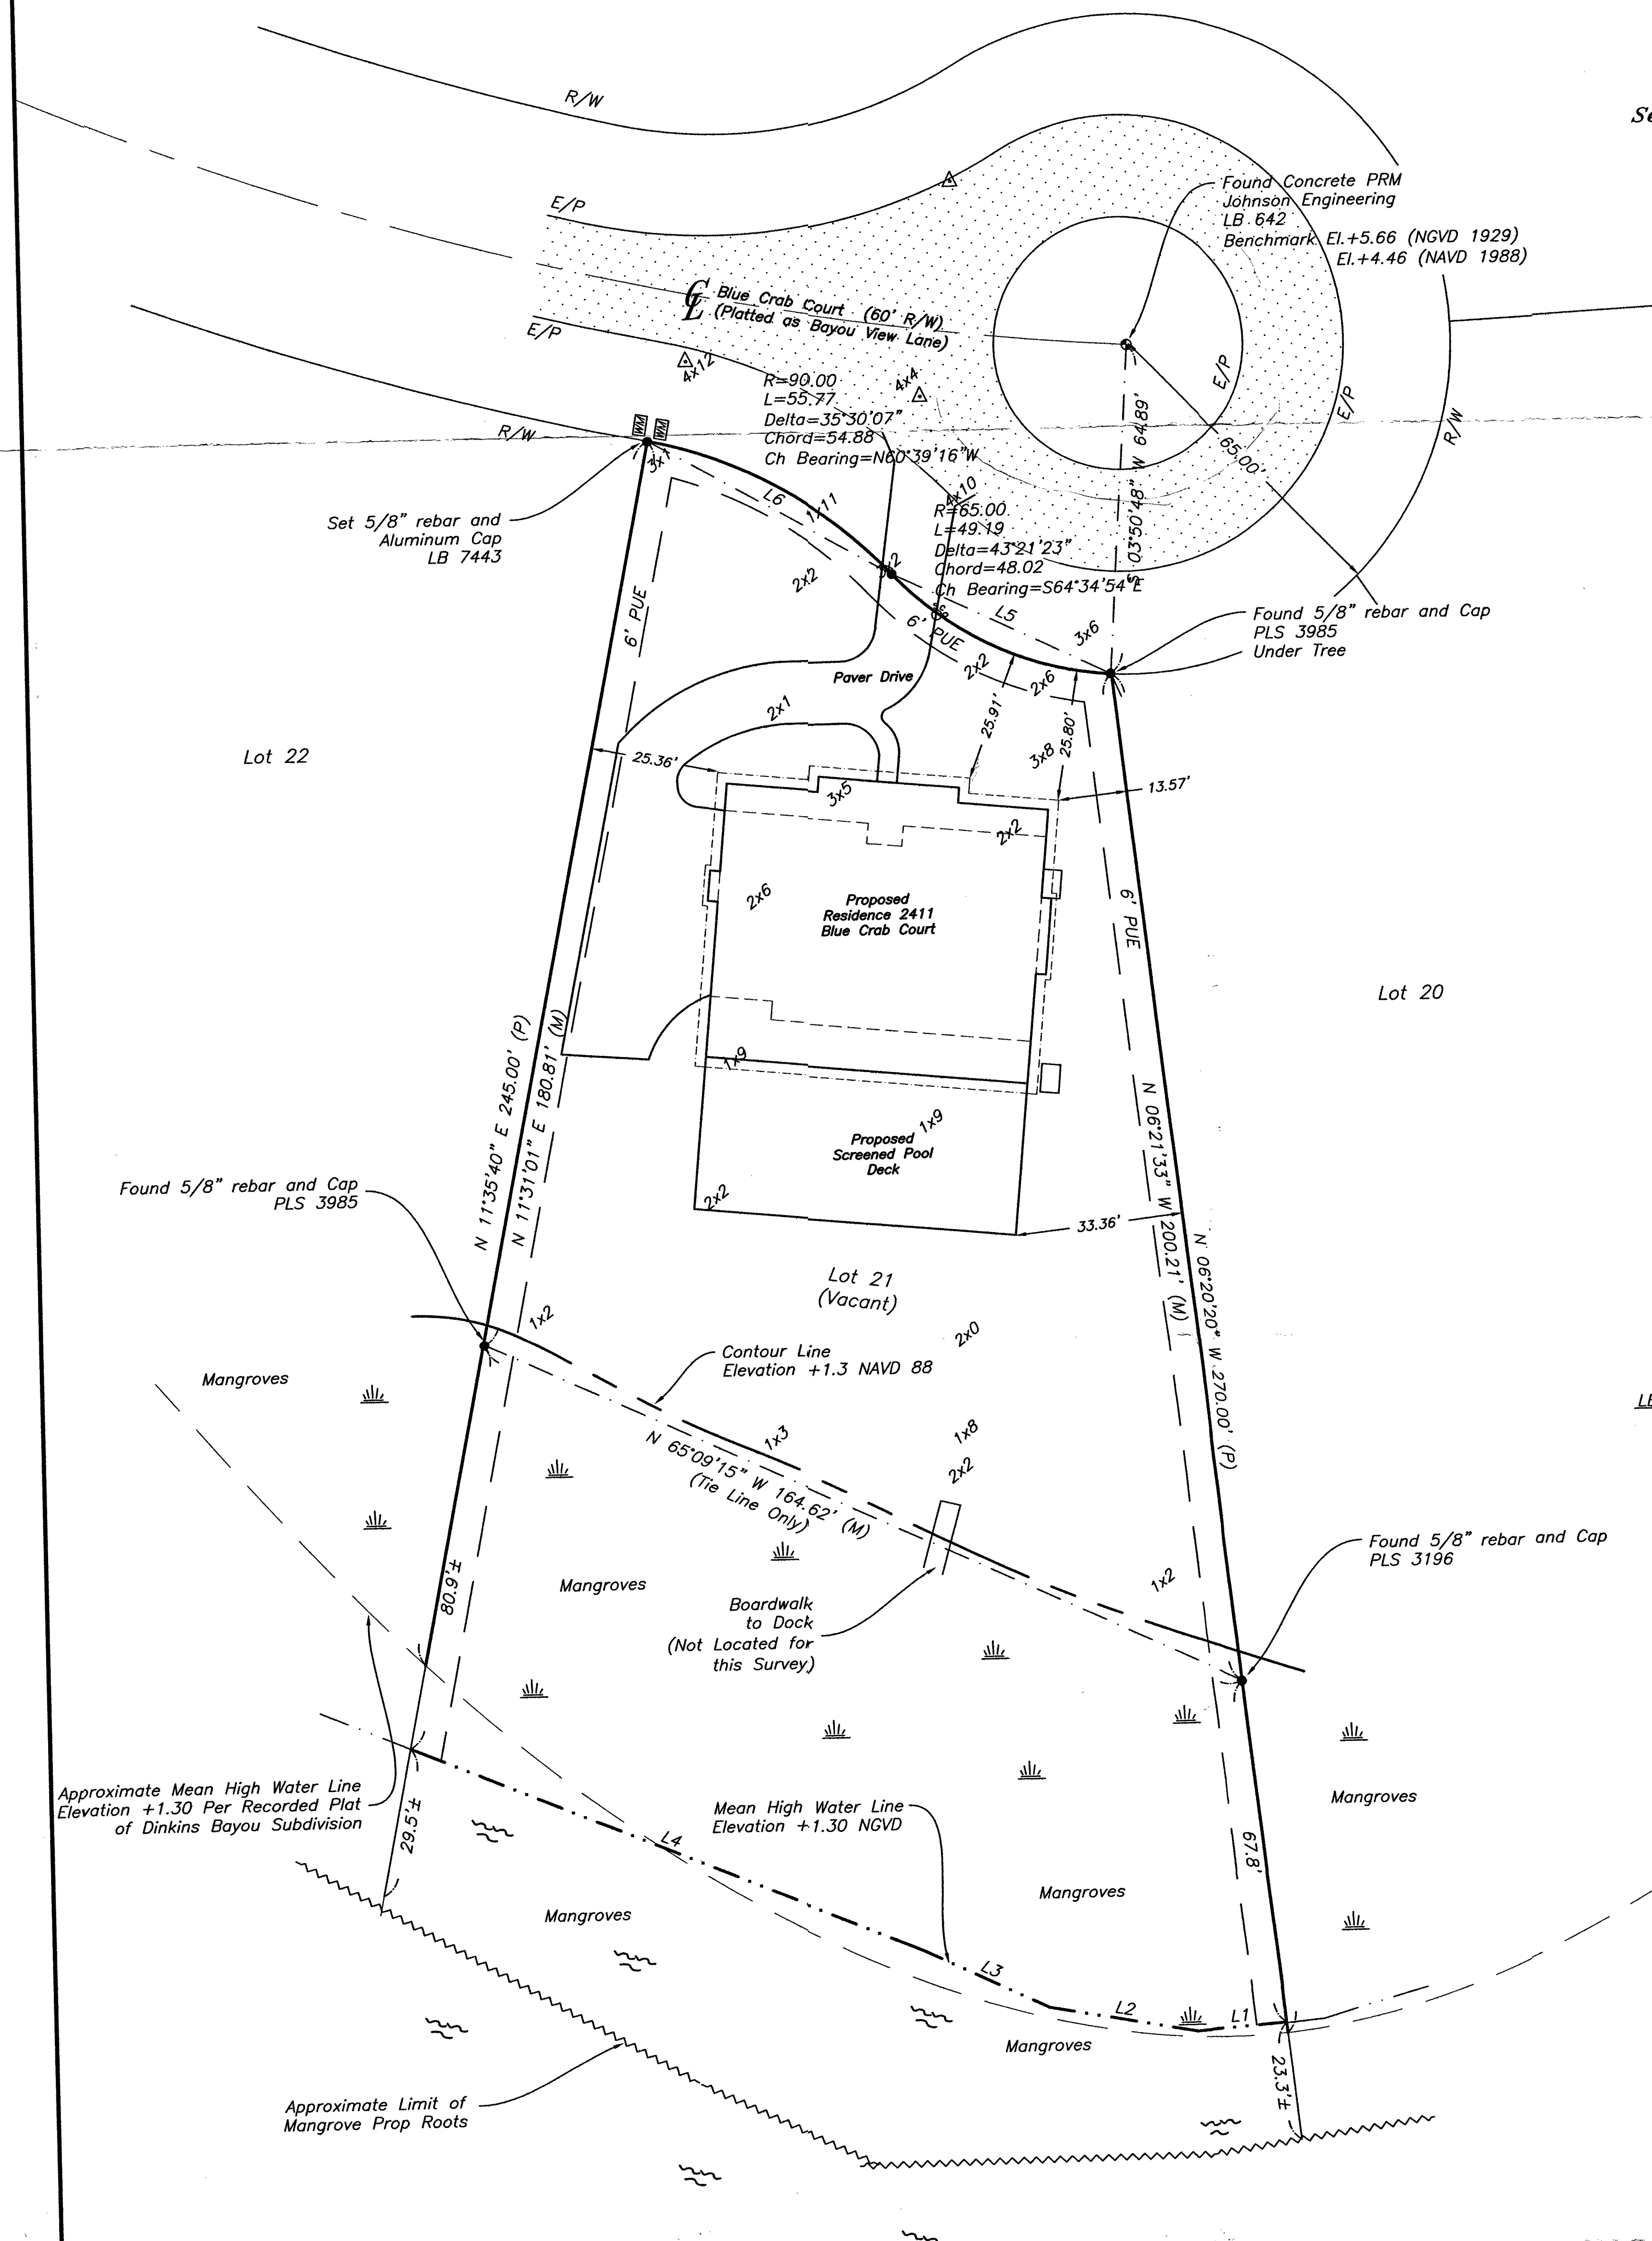 R/W
Se
Found Concrete PRM
Johnson Engineering
LB 642
Benchmark El.+5.66 (NGVD 1929)
El.+4.46 (NAVD 1988)
E/P
℄ Blue Crab Court (60' R/W)
(Platted as Bayou View Lane)
E/P
4x12
4x4
E/P
E/P
R/W
R/W
WM
WM
3x1
R=90.00
L=55.77
Delta=35°30'07"
Chord=54.88
Ch Bearing=N60°39'16"W
03°50'48" W 64.89'
65.00'
L6
1x11
4x10
R=65.00
L=49.19
Delta=43°21'23"
Chord=48.02
Ch Bearing=S64°34'54"E
Set 5/8" rebar and
Aluminum Cap
LB 7443
2x2
L5
3x6
Found 5/8" rebar and Cap
PLS 3985
Under Tree
6' PUE
6' PUE
2x2
2x6
Paver Drive
2x1
25.91'
25.80'
3x8
Lot 22
25.36'
13.57'
3x5
2x2
2x6
Proposed
Residence 2411
Blue Crab Court
6' PUE
Lot 20
1x9
N 11°35'40" E 245.00' (P)
N 11°31'01" E 180.81' (M)
1x9
Proposed
Screened Pool
Deck
2x2
33.36'
N 06°21'33" W 200.21' (M)
N 06°20'20" W 270.00' (P)
Found 5/8" rebar and Cap
PLS 3985
Lot 21
(Vacant)
1x2
2x0
Contour Line
Elevation +1.3 NAVD 88
Mangroves
LE
1x3
1x8
2x2
N 65°09'15" W 164.62' (M)
(Tie Line Only)
Found 5/8" rebar and Cap
PLS 3196
80.9'±
Mangroves
1x2
Boardwalk
to Dock
(Not Located for
this Survey)
Approximate Mean High Water Line
Elevation +1.30 Per Recorded Plat
of Dinkins Bayou Subdivision
29.5'±
Mangroves
Mean High Water Line
Elevation +1.30 NGVD
L4
67.8'
Mangroves
Mangroves
L3
L2
L1
Mangroves
23.3'±
Approximate Limit of
Mangrove Prop Roots